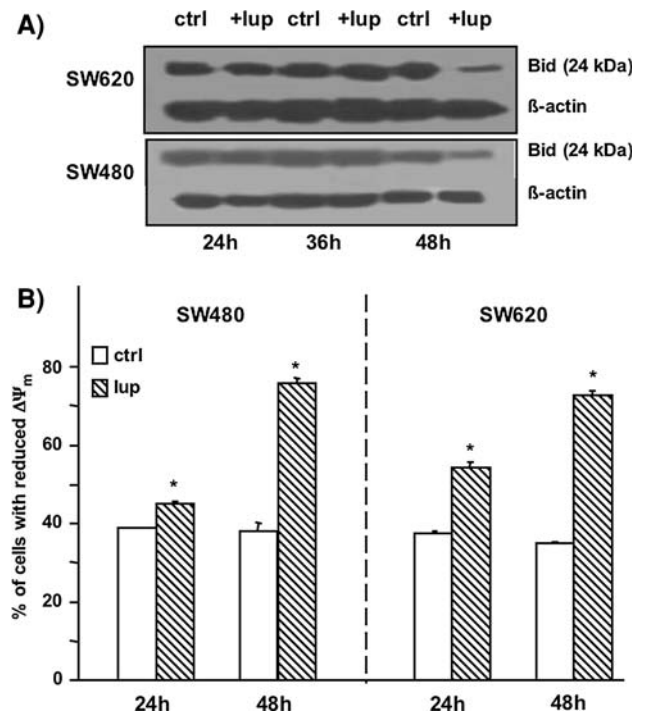 A)
ctrl +lup ctrl +lup ctrl +lup
SW620
Bid (24 kDa)
ß-actin
SW480
Bid (24 kDa)
ß-actin
24h 36h 48h
B)
SW480 SW620
ctrl
lup
% of cells with reduced ΔΨm
80
60
40
20
0
* * * *
24h 48h 24h 48h